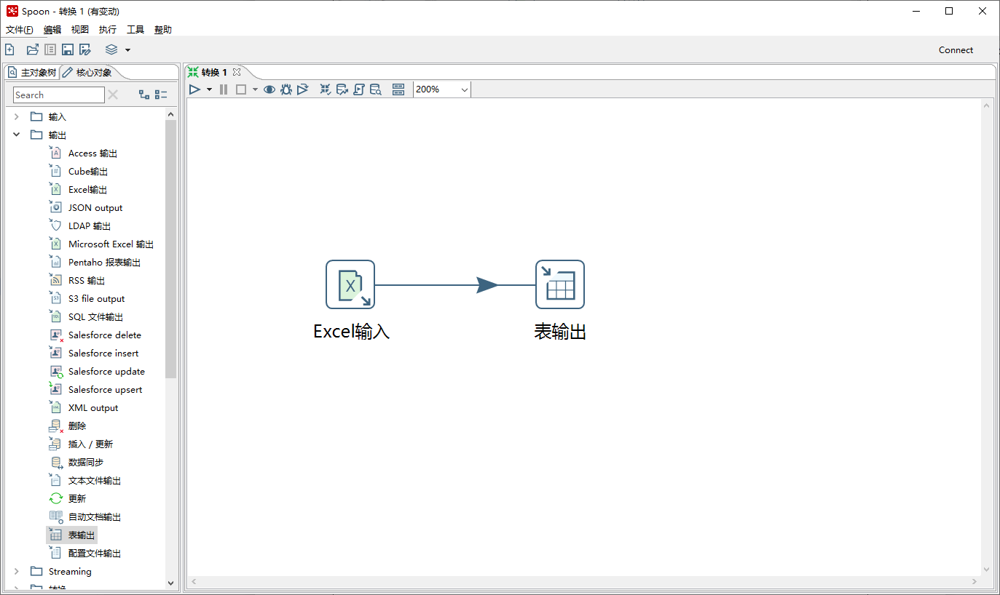 Spoon - 转换 1 (有变动)
文件(F) 编辑 视图 执行 工具 帮助
Connect
主对象树 核心对象
转换 1
Search
200%
输入
输出
Access 输出
Cube输出
Excel输出
JSON output
LDAP 输出
Microsoft Excel 输出
Pentaho 报表输出
RSS 输出
S3 file output
SQL 文件输出
Salesforce delete
Salesforce insert
Salesforce update
Salesforce upsert
XML output
删除
插入 / 更新
数据同步
文本文件输出
更新
自动文档输出
表输出
配置文件输出
Streaming
转换
X
Excel输入
表输出